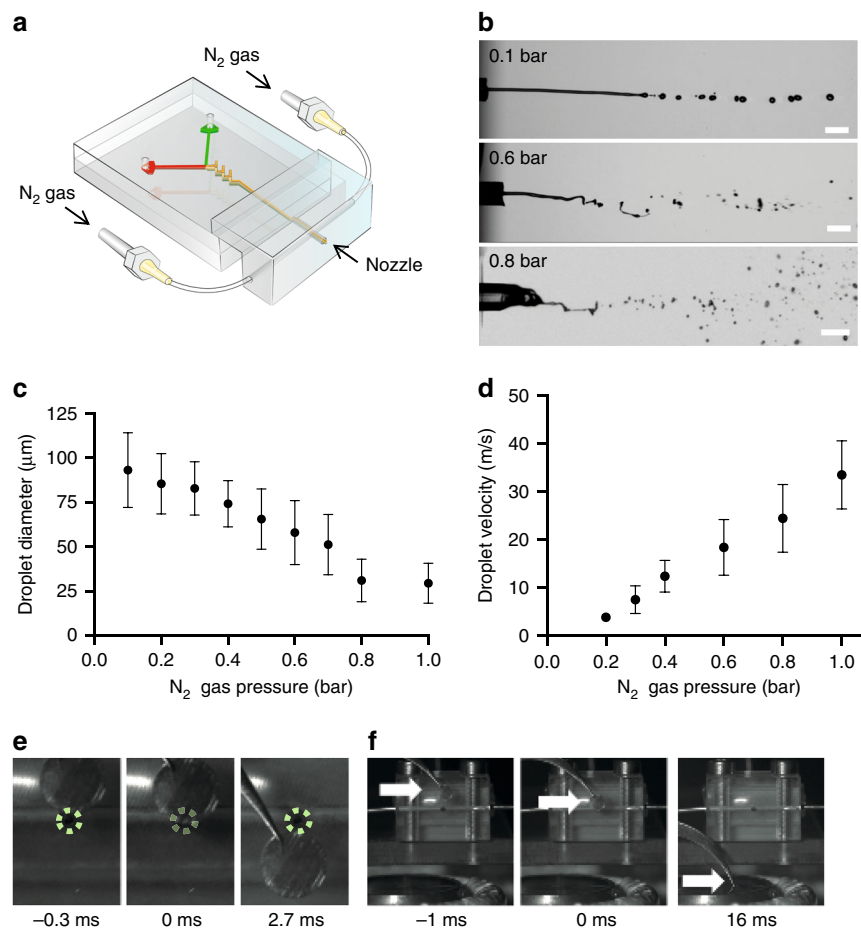 a
N2 gas
N2 gas
Nozzle
b
0.1 bar
0.6 bar
0.8 bar
c
Droplet diameter (μm)
125
100
75
50
25
0
0.0 0.2 0.4 0.6 0.8 1.0
N2 gas pressure (bar)
d
Droplet velocity (m/s)
50
40
30
20
10
0
0.0 0.2 0.4 0.6 0.8 1.0
N2 gas pressure (bar)
e
–0.3 ms 0 ms 2.7 ms
f
–1 ms 0 ms 16 ms